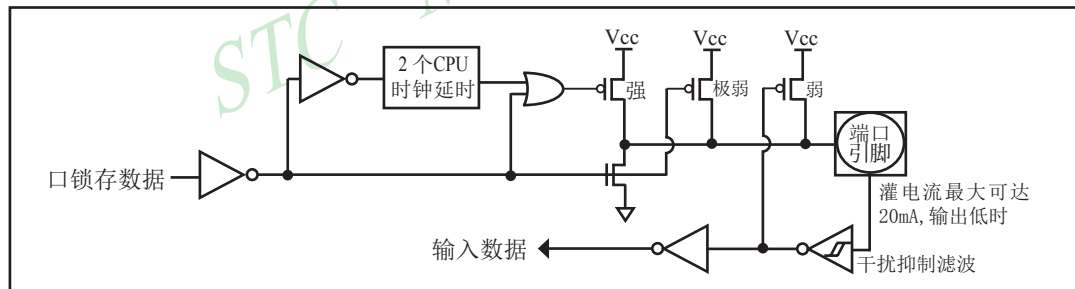 STC
Vcc
Vcc
Vcc
2 个CPU
时钟延时
强
极弱
弱
端口
引脚
口锁存数据
灌电流最大可达
20mA,输出低时
输入数据
干扰抑制滤波